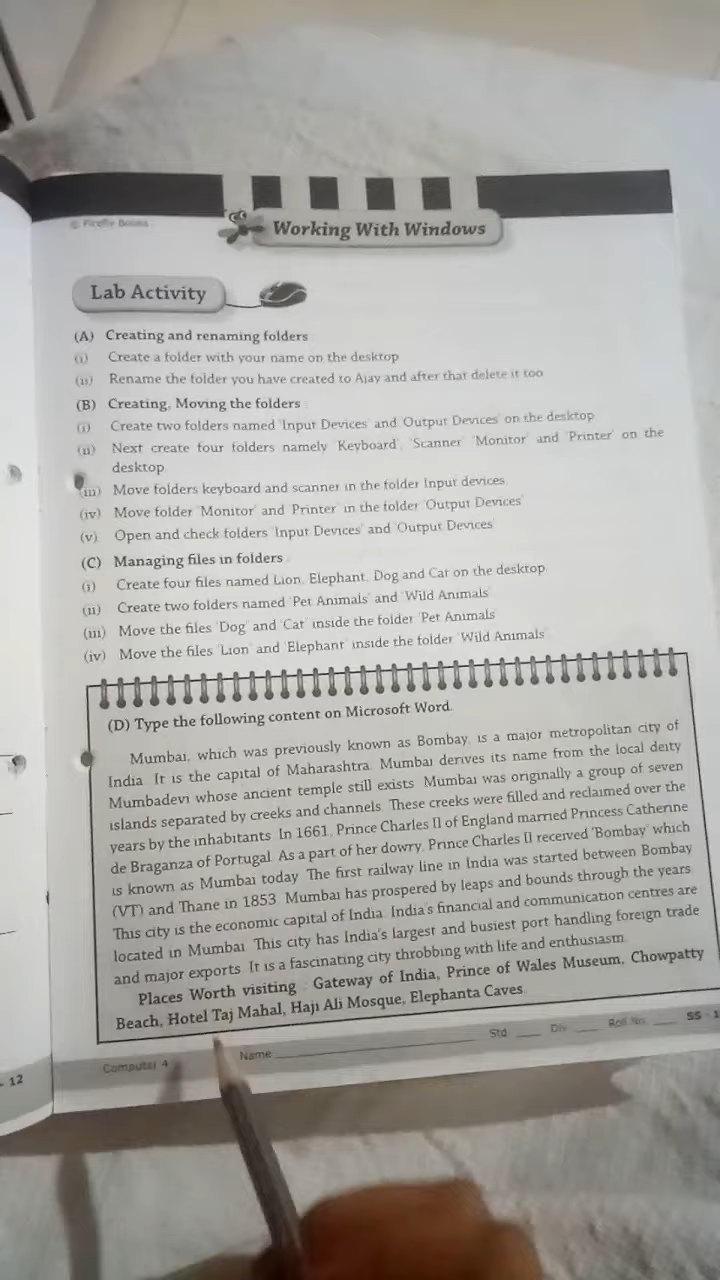 © Firefly Books
Working With Windows
Lab Activity
(A) Creating and renaming folders
(i) Create a folder with your name on the desktop
(ii) Rename the folder you have created to Ajay and after that delete it too
(B) Creating, Moving the folders :
(i) Create two folders named 'Input Devices' and 'Output Devices' on the desktop
(ii) Next create four folders namely 'Keyboard', 'Scanner' 'Monitor' and 'Printer' on the
desktop.
(iii) Move folders keyboard and scanner in the folder Input devices.
(iv) Move folder 'Monitor' and 'Printer' in the folder 'Output Devices'
(v) Open and check folders 'Input Devices' and 'Output Devices'
(C) Managing files in folders :
(i) Create four files named Lion, Elephant, Dog and Cat on the desktop.
(ii) Create two folders named 'Pet Animals' and 'Wild Animals'
(iii) Move the files 'Dog' and 'Cat' inside the folder 'Pet Animals'
(iv) Move the files 'Lion' and 'Elephant' inside the folder 'Wild Animals'
(D) Type the following content on Microsoft Word.
Mumbai, which was previously known as Bombay, is a major metropolitan city of
India. It is the capital of Maharashtra. Mumbai derives its name from the local deity
Mumbadevi whose ancient temple still exists. Mumbai was originally a group of seven
islands separated by creeks and channels. These creeks were filled and reclaimed over the
years by the inhabitants. In 1661, Prince Charles II of England married Princess Catherine
de Braganza of Portugal. As a part of her dowry, Prince Charles II received 'Bombay' which
is known as Mumbai today. The first railway line in India was started between Bombay
(VT) and Thane in 1853. Mumbai has prospered by leaps and bounds through the years.
This city is the economic capital of India. India's financial and communication centres are
located in Mumbai. This city has India's largest and busiest port handling foreign trade
and major exports. It is a fascinating city throbbing with life and enthusiasm.
Places Worth visiting : Gateway of India, Prince of Wales Museum, Chowpatty
Beach, Hotel Taj Mahal, Haji Ali Mosque, Elephanta Caves.
Computer 4 Name Std Div Roll No. SS - 1
- 12